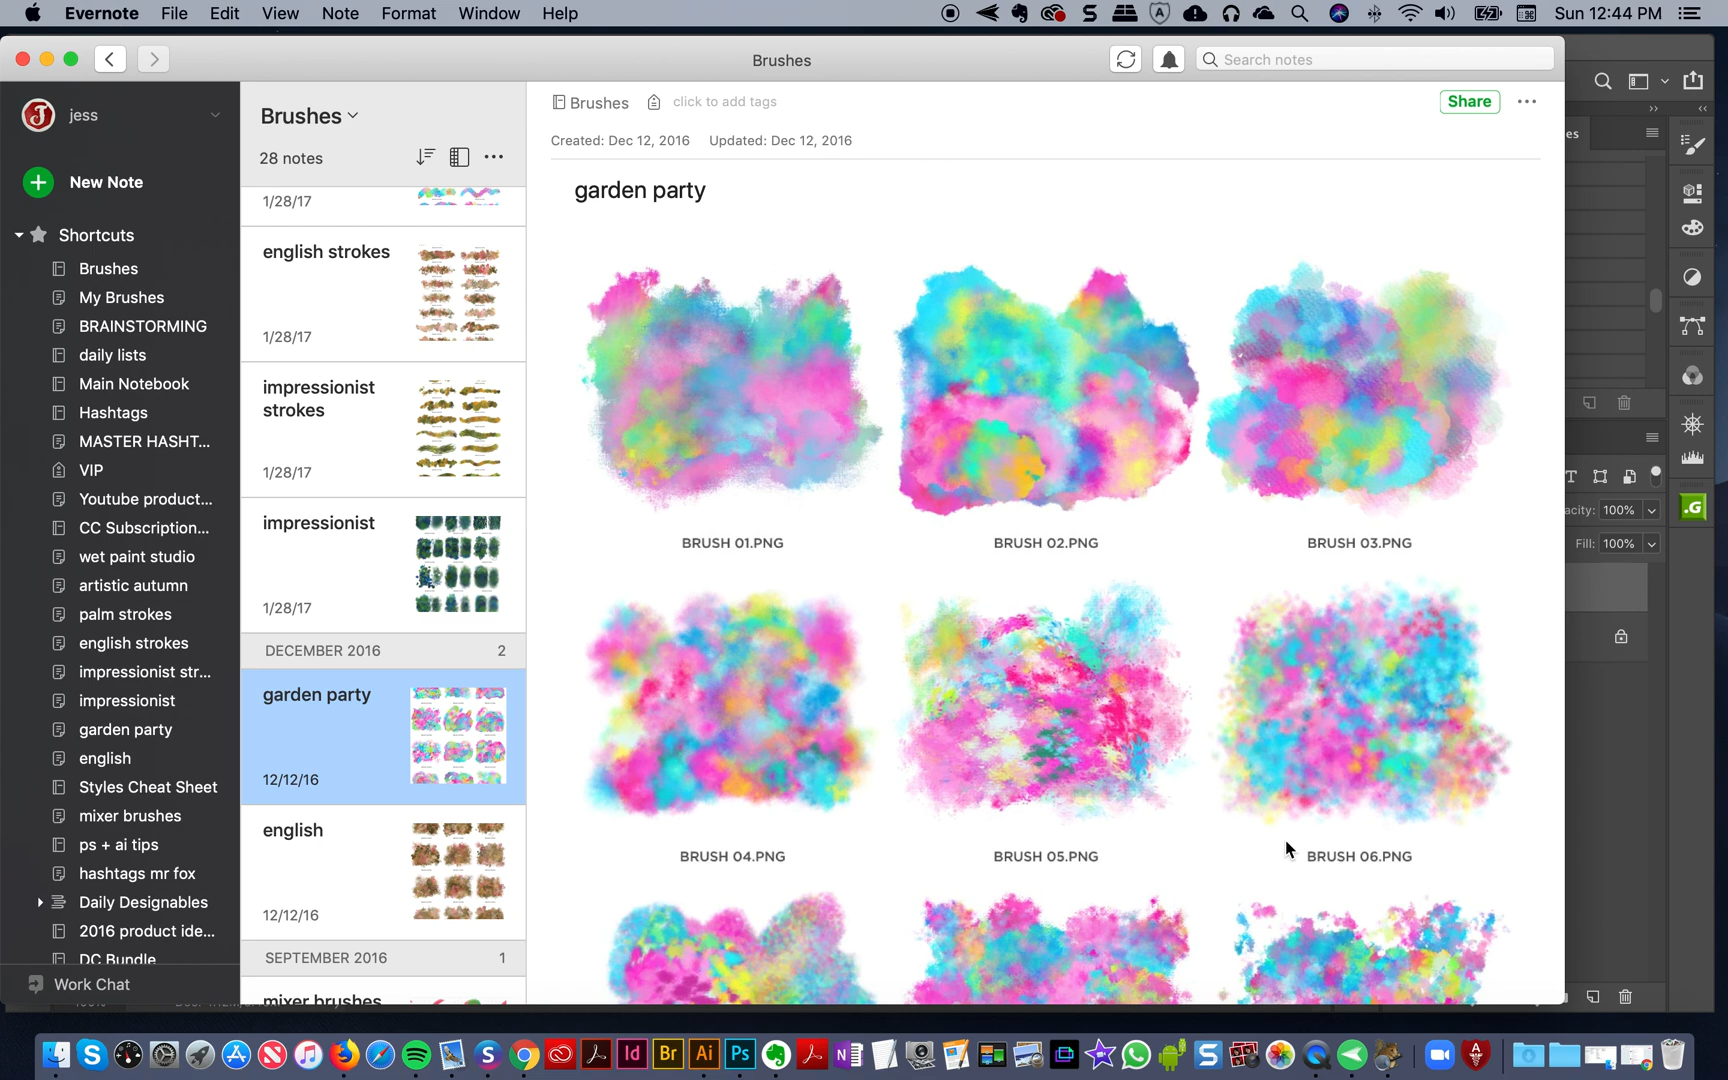 Evernote File Edit View Note Format Window Help
Sun 12:44 PM
Brushes
Search notes
jess
New Note
Shortcuts
Brushes
My Brushes
BRAINSTORMING
daily lists
Main Notebook
Hashtags
MASTER HASHT...
VIP
Youtube product...
CC Subscription...
wet paint studio
artistic autumn
palm strokes
english strokes
impressionist str...
impressionist
garden party
english
Styles Cheat Sheet
mixer brushes
ps + ai tips
hashtags mr fox
Daily Designables
2016 product ide...
DC Bundle
Work Chat
Brushes
28 notes
1/28/17
english strokes
1/28/17
impressionist
strokes
1/28/17
impressionist
1/28/17
DECEMBER 2016 2
garden party
12/12/16
english
12/12/16
SEPTEMBER 2016 1
mixer brushes
Brushes click to add tags
Share
Created: Dec 12, 2016 Updated: Dec 12, 2016
garden party
BRUSH 01.PNG BRUSH 02.PNG BRUSH 03.PNG
BRUSH 04.PNG BRUSH 05.PNG BRUSH 06.PNG
es
acity: 100%
Fill: 100%
Id Br Ai Ps